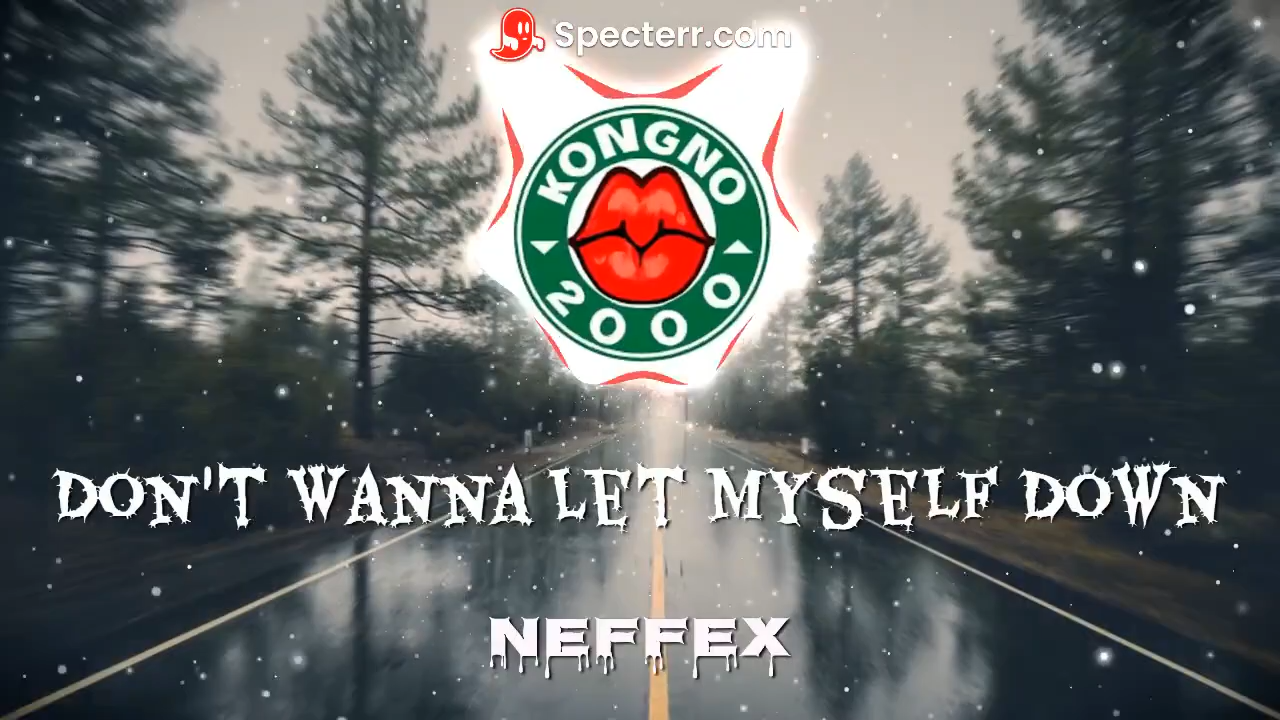 Specterr.com
KONGNO
2000
DON'T WANNA LET MYSELF DOWN
NEFFEX